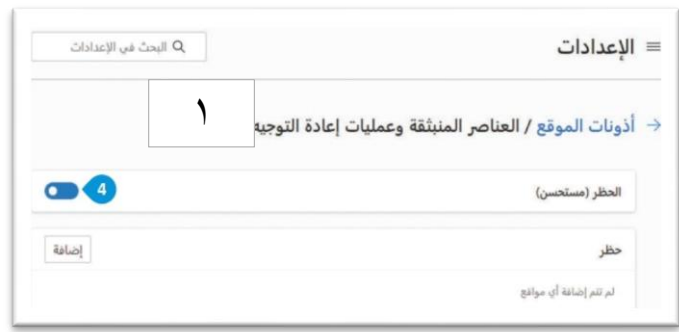 الإعدادات
البحث في الإعدادات
أذونات الموقع / العناصر المنبثقة وعمليات إعادة التوجيه
١
الحظر (مستحسن)
4
حظر
إضافة
لم تتم إضافة أي مواقع